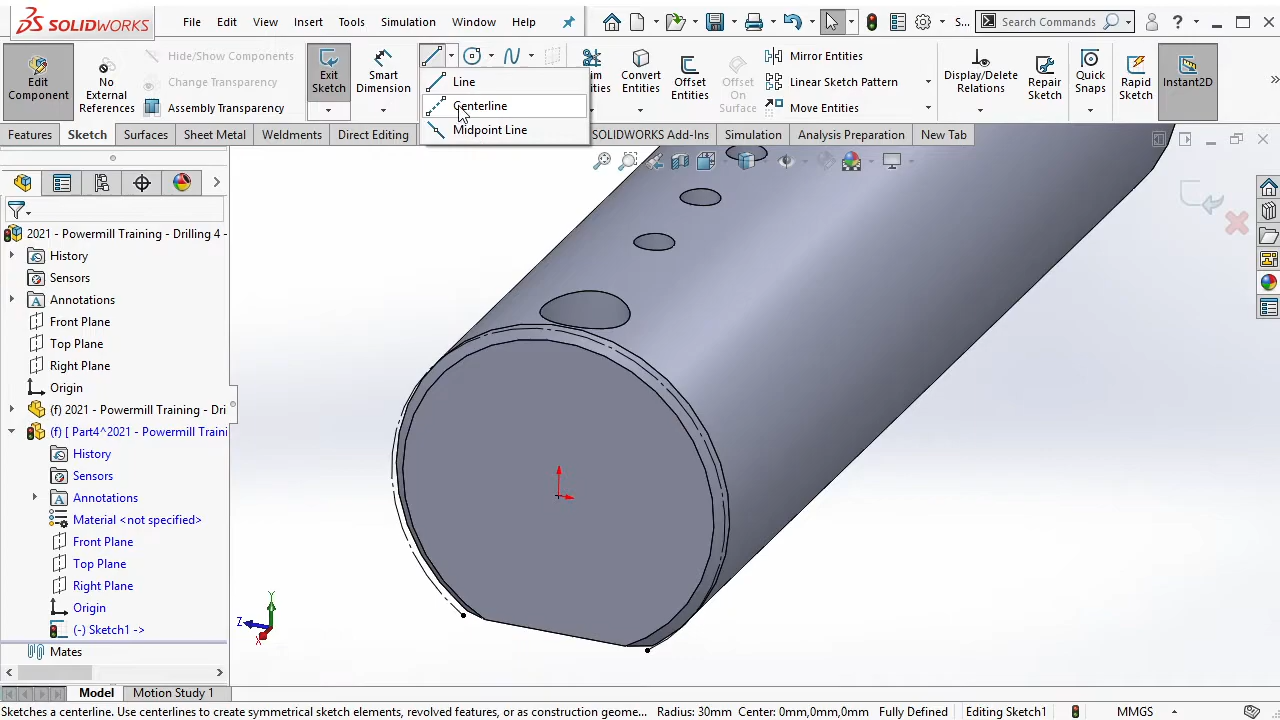 SOLIDWORKS
File
Edit
View
Insert
Tools
Simulation
Window
Help
S...
Search Commands
Edit Component
No External References
Hide/Show Components
Change Transparency
Assembly Transparency
Exit Sketch
Smart Dimension
Line
Centerline
Midpoint Line
Convert Entities
Offset Entities
Offset On Surface
Mirror Entities
Linear Sketch Pattern
Move Entities
Display/Delete Relations
Quick Snaps
Repair Sketch
Rapid Sketch
Instant2D
Features
Sketch
Surfaces
Sheet Metal
Weldments
Direct Editing
SOLIDWORKS Add-Ins
Simulation
Analysis Preparation
New Tab
2021 - Powermill Training - Drilling 4 -
History
Sensors
Annotations
Front Plane
Top Plane
Right Plane
Origin
(f) 2021 - Powermill Training - Dri
(f) [ Part4^2021 - Powermill Traini
History
Sensors
Annotations
Material <not specified>
Front Plane
Top Plane
Right Plane
Origin
(-) Sketch1 ->
Mates
Y
Z
X
Model
Motion Study 1
Sketches a centerline. Use centerlines to create symmetrical sketch elements, revolved features, or as construction geome...
Radius: 30mm
Center: 0mm,0mm,0mm
Fully Defined
Editing Sketch1
MMGS